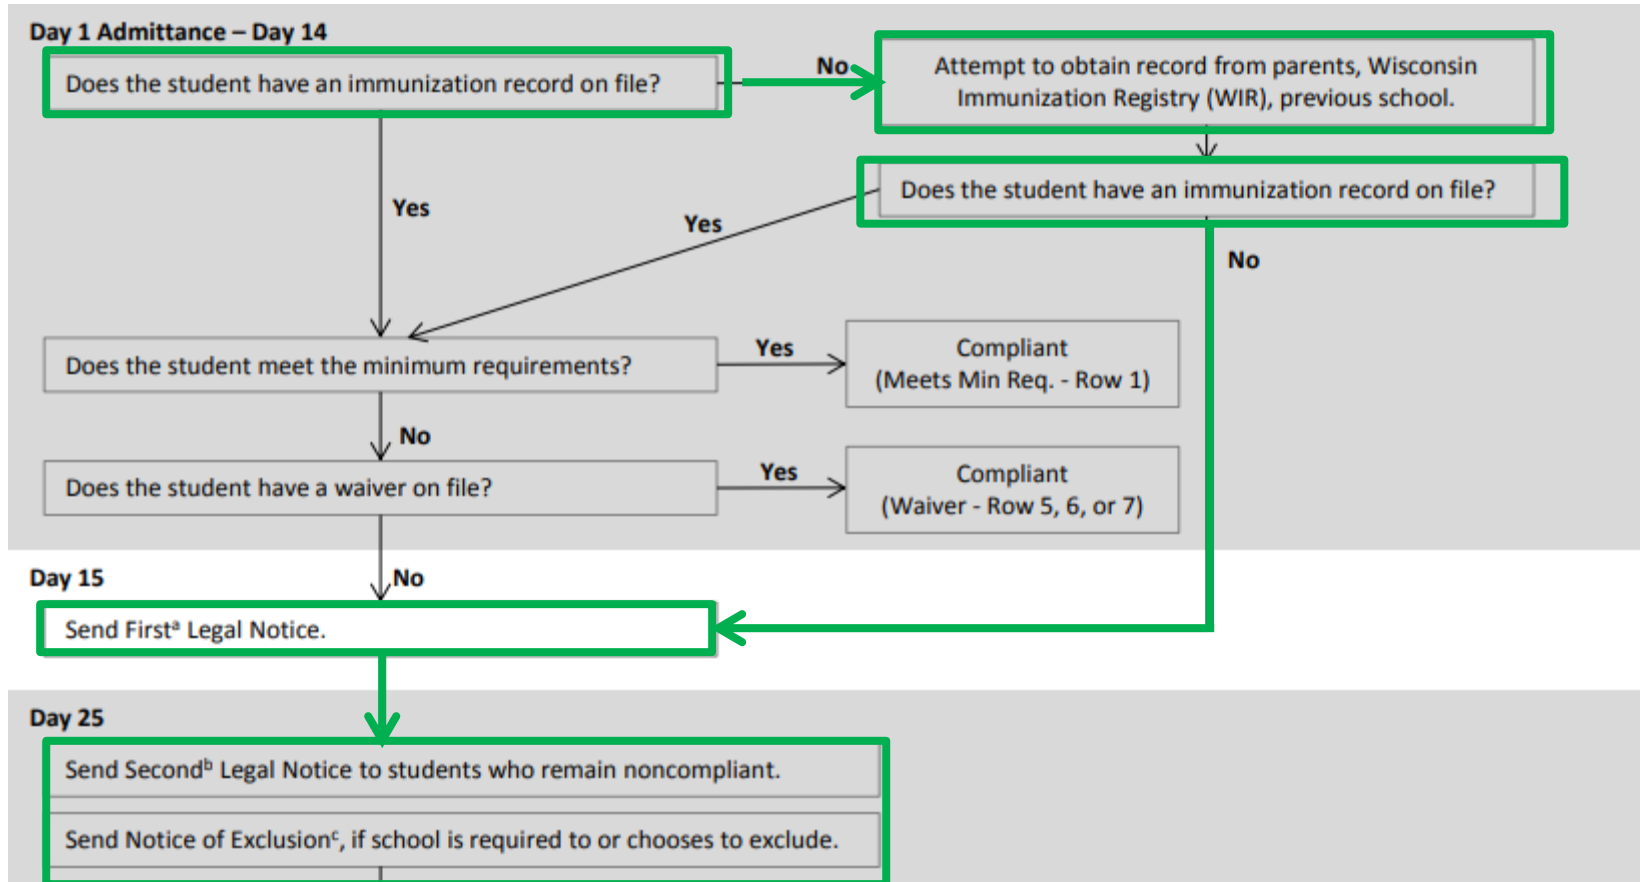 Day 1 Admittance – Day 14
Does the student have an immunization record on file?
No
Attempt to obtain record from parents, Wisconsin
Immunization Registry (WIR), previous school.
Does the student have an immunization record on file?
Yes
Yes
No
Does the student meet the minimum requirements?
Yes
Compliant
(Meets Min Req. - Row 1)
No
Does the student have a waiver on file?
Yes
Compliant
(Waiver - Row 5, 6, or 7)
Day 15
No
Send Firstᵃ Legal Notice.
Day 25
Send Secondᵇ Legal Notice to students who remain noncompliant.
Send Notice of Exclusionᶜ, if school is required to or chooses to exclude.